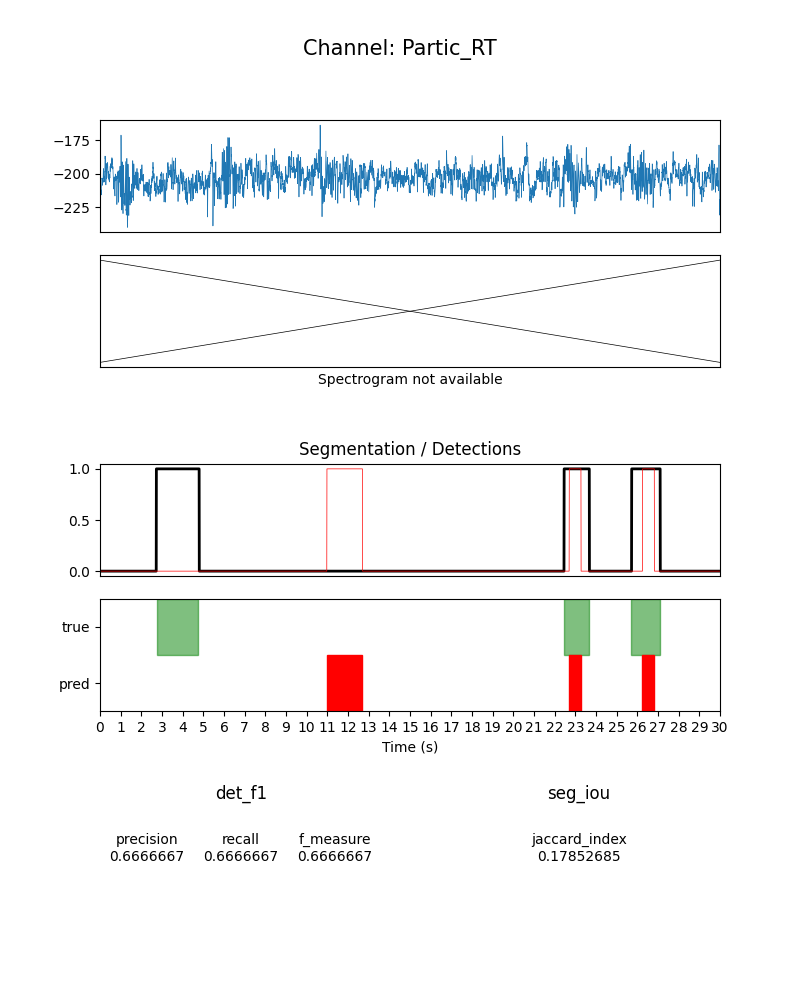 Channel: Partic_RT
−175
−200
−225
Spectrogram not available
Segmentation / Detections
1.0
0.5
0.0
true
pred
0 1 2 3 4 5 6 7 8 9 10 11 12 13 14 15 16 17 18 19 20 21 22 23 24 25 26 27 28 29 30
Time (s)
det_f1 seg_iou
precision recall f_measure jaccard_index
0.6666667 0.6666667 0.6666667 0.17852685